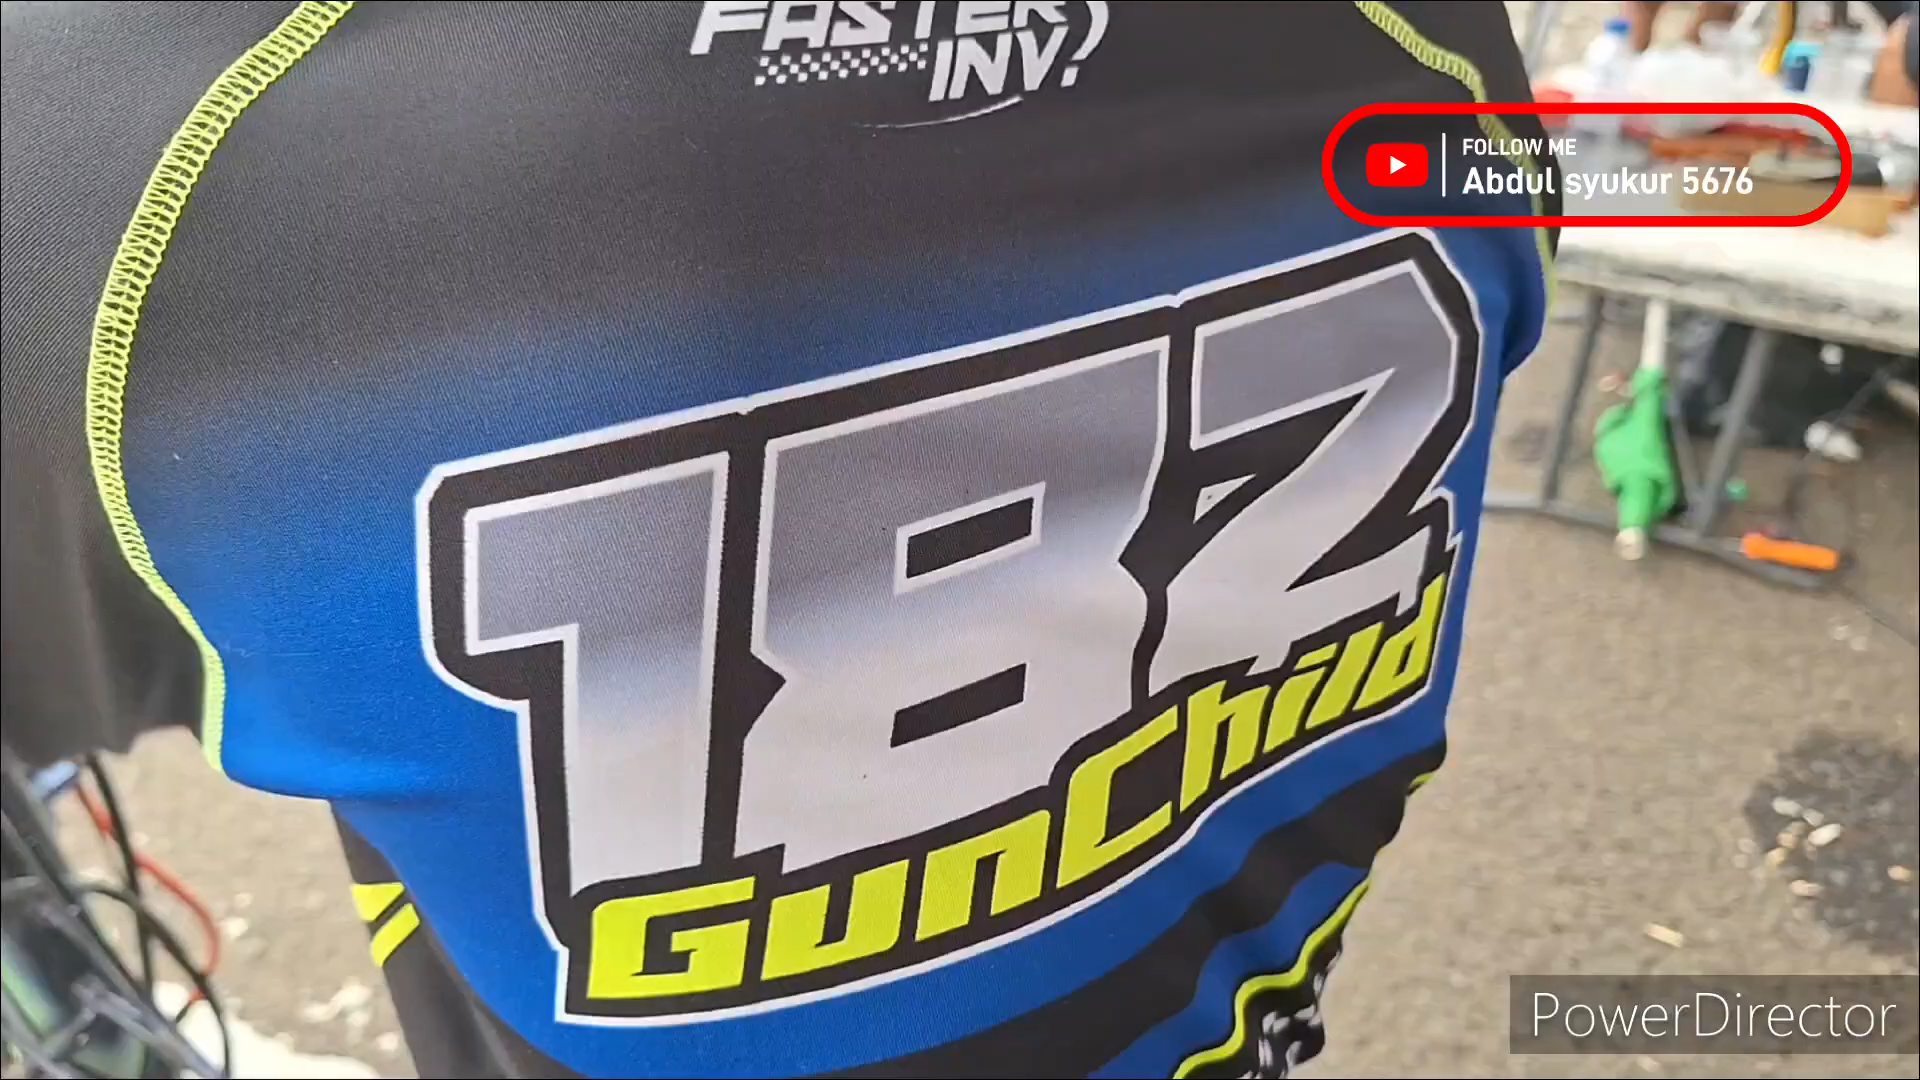 FASTER
INV?
FOLLOW ME
Abdul syukur 5676
182
GunChild
PowerDirector